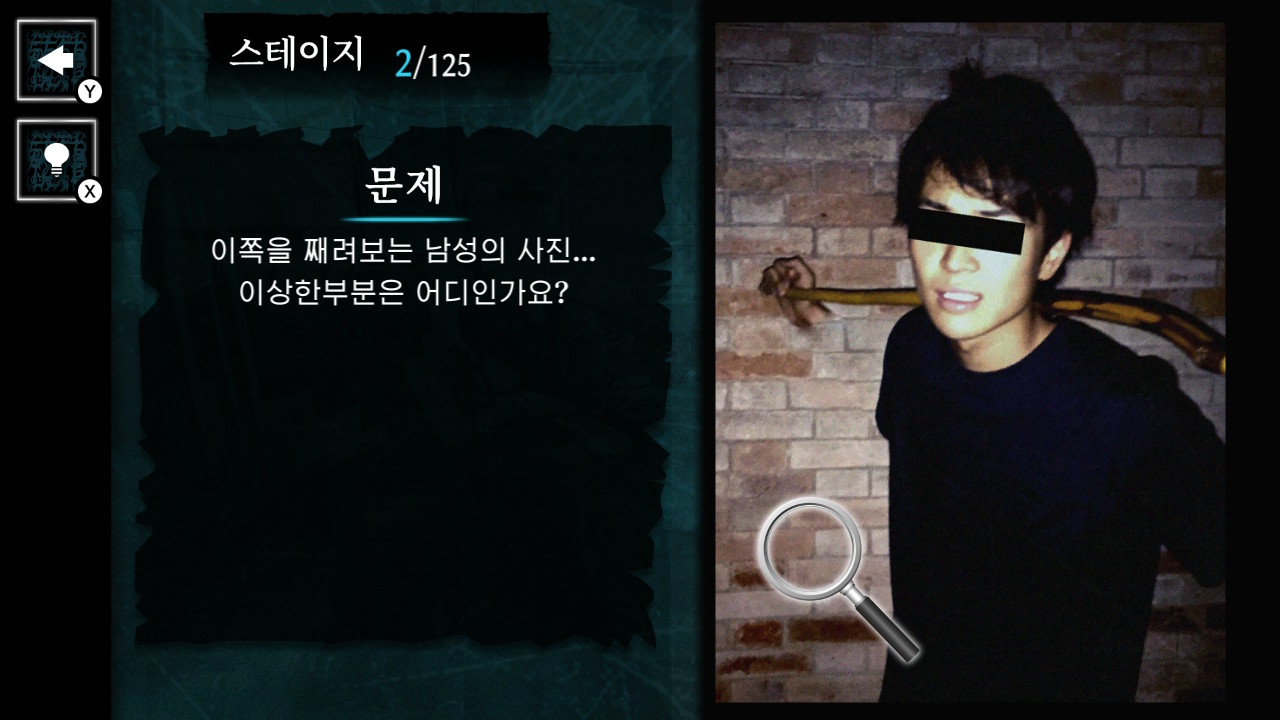 스테이지 2/125
Y
X
문제
이쪽을 째려보는 남성의 사진...
이상한부분은 어디인가요?